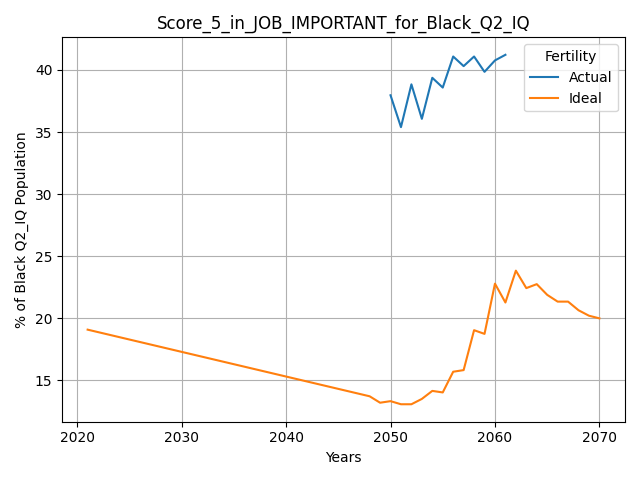 Score_5_in_JOB_IMPORTANT_for_Black_Q2_IQ
Fertility
Actual
Ideal
% of Black Q2_IQ Population
40
35
30
25
20
15
2020 2030 2040 2050 2060 2070
Years